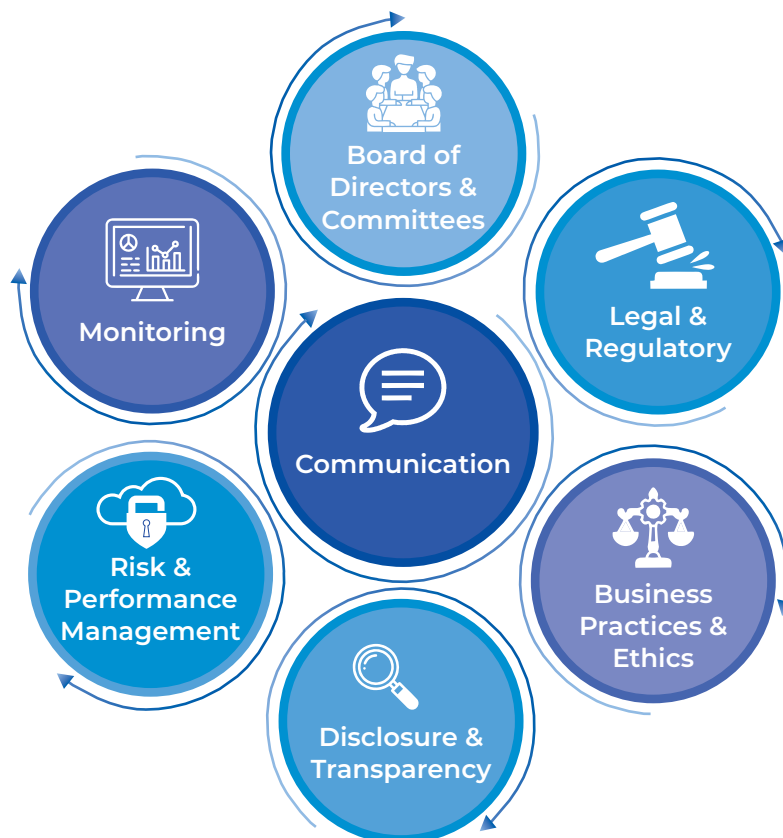 Board of
Directors &
Committees
Monitoring
Legal &
Regulatory
Communication
Risk &
Performance
Management
Business
Practices &
Ethics
Disclosure &
Transparency